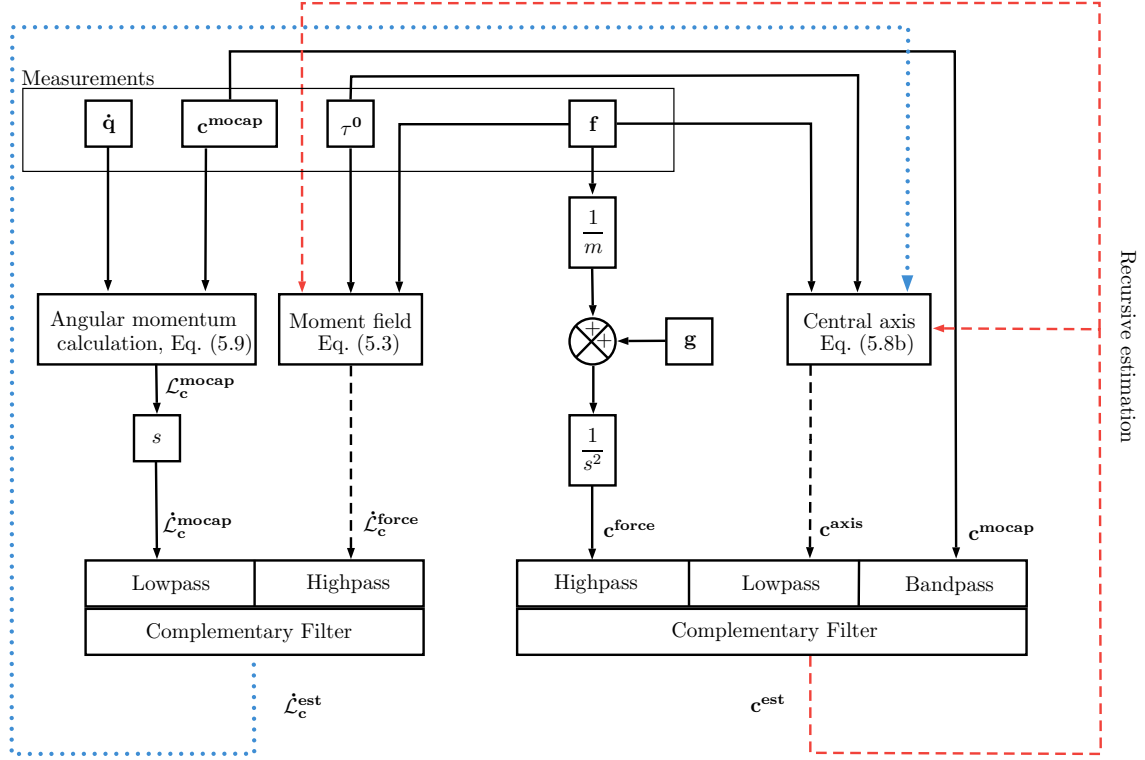 Measurements
q̇
c^mocap
τ^0
f
1
m
Angular momentum
calculation, Eq. (5.9)
Moment field
Eq. (5.3)
+
+
g
Central axis
Eq. (5.8b)
Recursive estimation
ℒ_c^mocap
s
1
s²
ℒ̇_c^mocap
ℒ̇_c^force
c^force
c^axis
c^mocap
Lowpass
Highpass
Highpass
Lowpass
Bandpass
Complementary Filter
Complementary Filter
ℒ̇_c^est
c^est